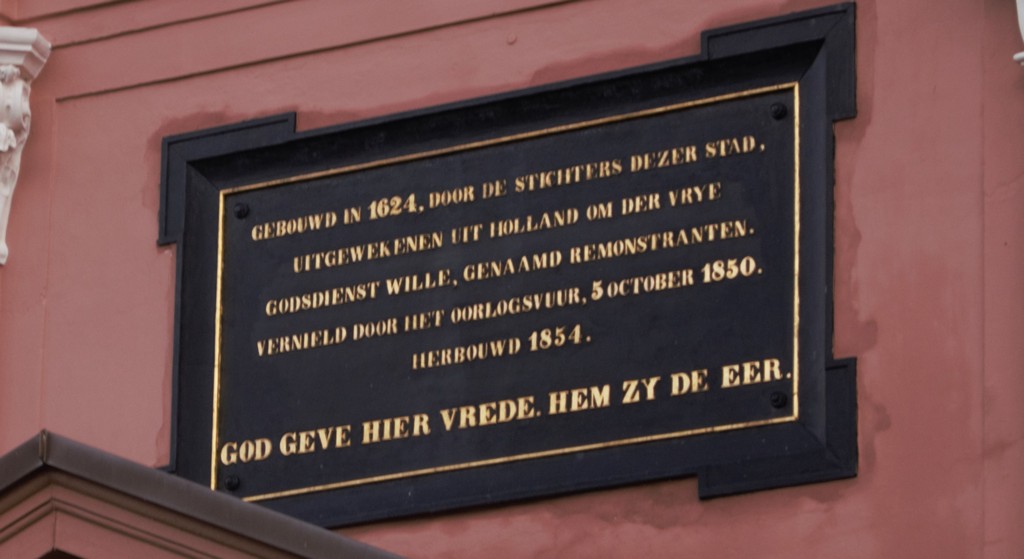 GEBOUWD IN 1624, DOOR DE STICHTERS DEZER STAD,
UITGEWEKENEN UIT HOLLAND OM DER VRYE
GODSDIENST WILLE, GENAAMD REMONSTRANTEN.
VERNIELD DOOR HET OORLOGSVUUR, 5 OCTOBER 1850.
HERBOUWD 1854.
GOD GEVE HIER VREDE. HEM ZY DE EER.